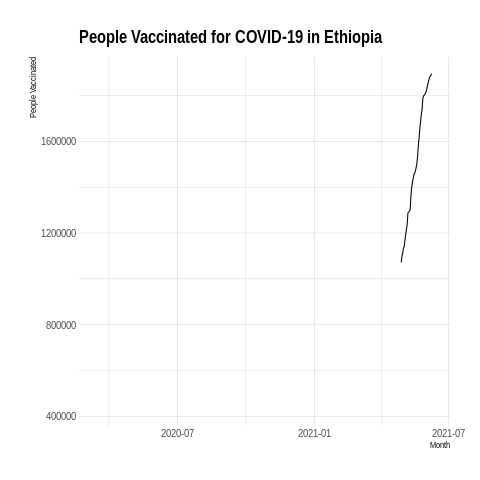 People Vaccinated for COVID-19 in Ethiopia
People Vaccinated
1600000
1200000
800000
400000
2020-07
2021-01
2021-07
Month